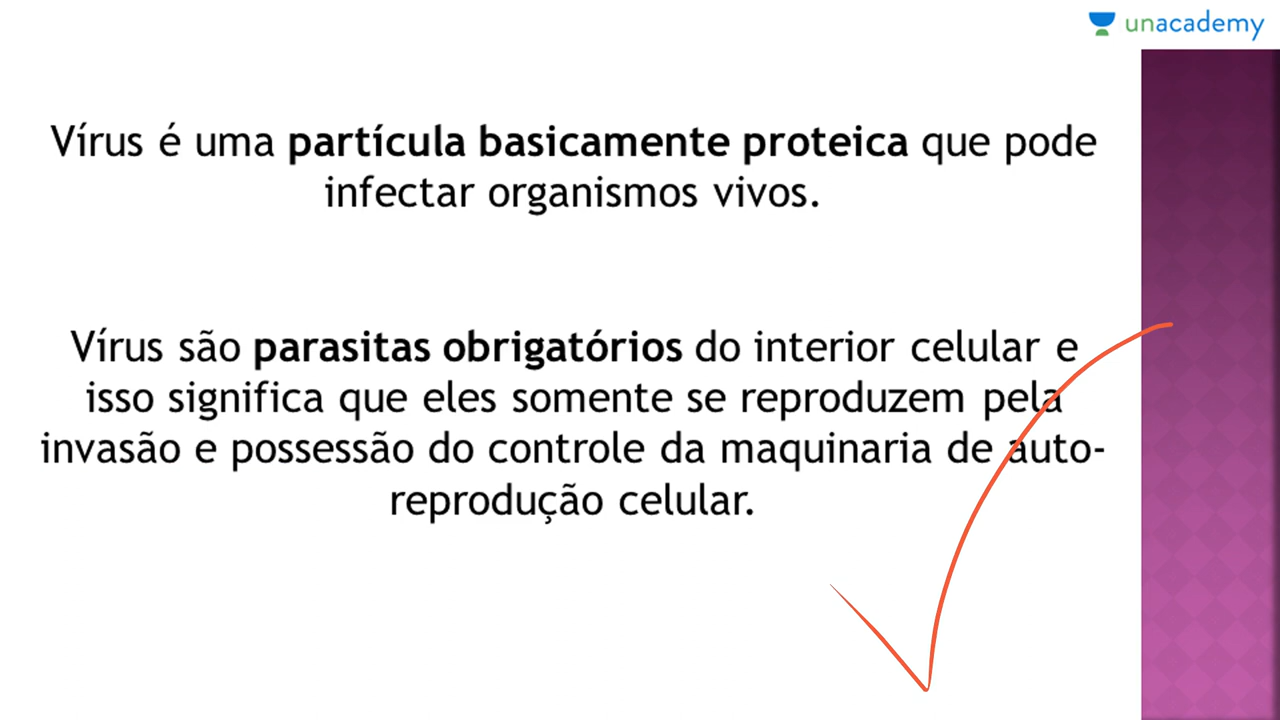 unacademy
Vírus é uma partícula basicamente proteica que pode
infectar organismos vivos.
Vírus são parasitas obrigatórios do interior celular e
isso significa que eles somente se reproduzem pela
invasão e possessão do controle da maquinaria de auto-
reprodução celular.